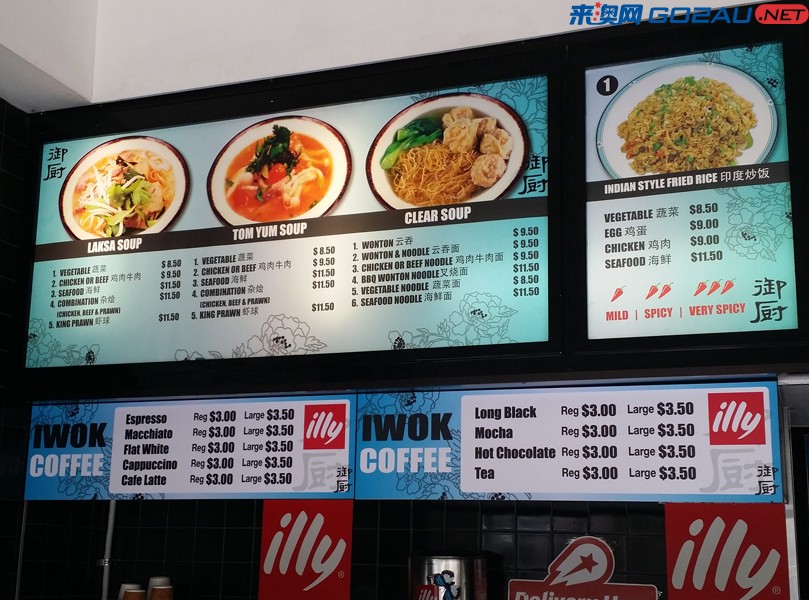 来澳网 GO2AU.NET
御厨
御厨
LAKSA SOUP
1. VEGETABLE 蔬菜 $8.50
2. CHICKEN OR BEEF 鸡肉牛肉 $9.50
3. SEAFOOD 海鲜 $11.50
4. COMBINATION 杂烩 $11.50
(CHICKEN, BEEF & PRAWN)
5. KING PRAWN 虾球 $11.50
TOM YUM SOUP
1. VEGETABLE 蔬菜 $8.50
2. CHICKEN OR BEEF 鸡肉牛肉 $9.50
3. SEAFOOD 海鲜 $11.50
4. COMBINATION 杂烩 $11.50
(CHICKEN, BEEF & PRAWN)
5. KING PRAWN 虾球 $11.50
CLEAR SOUP
1. WONTON 云吞 $9.50
2. WONTON & NOODLE 云吞面 $9.50
3. CHICKEN OR BEEF NOODLE 鸡肉牛肉面 $9.50
4. BBQ WONTON NOODLE 叉烧面 $11.50
5. VEGETABLE NOODLE 蔬菜面 $8.50
6. SEAFOOD NOODLE 海鲜面 $11.50
1
INDIAN STYLE FRIED RICE 印度炒饭
VEGETABLE 蔬菜 $8.50
EGG 鸡蛋 $9.00
CHICKEN 鸡肉 $9.00
SEAFOOD 海鲜 $11.50
MILD | SPICY | VERY SPICY
御厨
IWOK
COFFEE
Espresso Reg $3.00 Large $3.50
Macchiato Reg $3.00 Large $3.50
Flat White Reg $3.00 Large $3.50
Cappuccino Reg $3.00 Large $3.50
Cafe Latte Reg $3.00 Large $3.50
illy
御厨
IWOK
COFFEE
Long Black Reg $3.00 Large $3.50
Mocha Reg $3.00 Large $3.50
Hot Chocolate Reg $3.00 Large $3.50
Tea Reg $3.00 Large $3.50
illy
御厨
illy
illy
illy